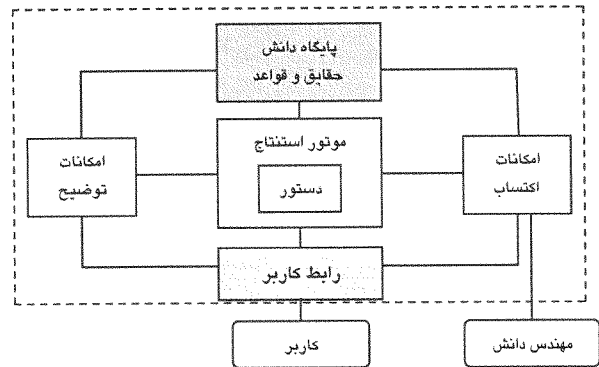 پایگاه دانش
حقایق و قواعد
موتور استنتاج
دستور
امکانات
اکتساب
امکانات
توضیح
رابط کاربر
مهندس دانش
کاربر